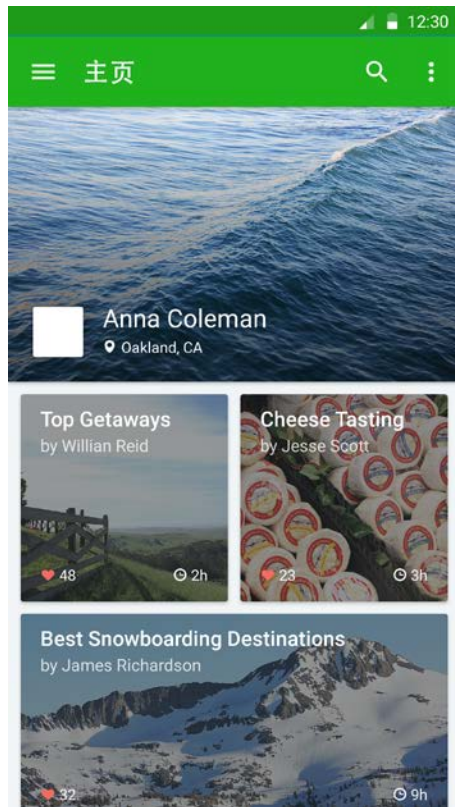 12:30
主页
Anna Coleman
Oakland, CA
Top Getaways
by Willian Reid
48
2h
Cheese Tasting
by Jesse Scott
23
3h
Best Snowboarding Destinations
by James Richardson
32
9h